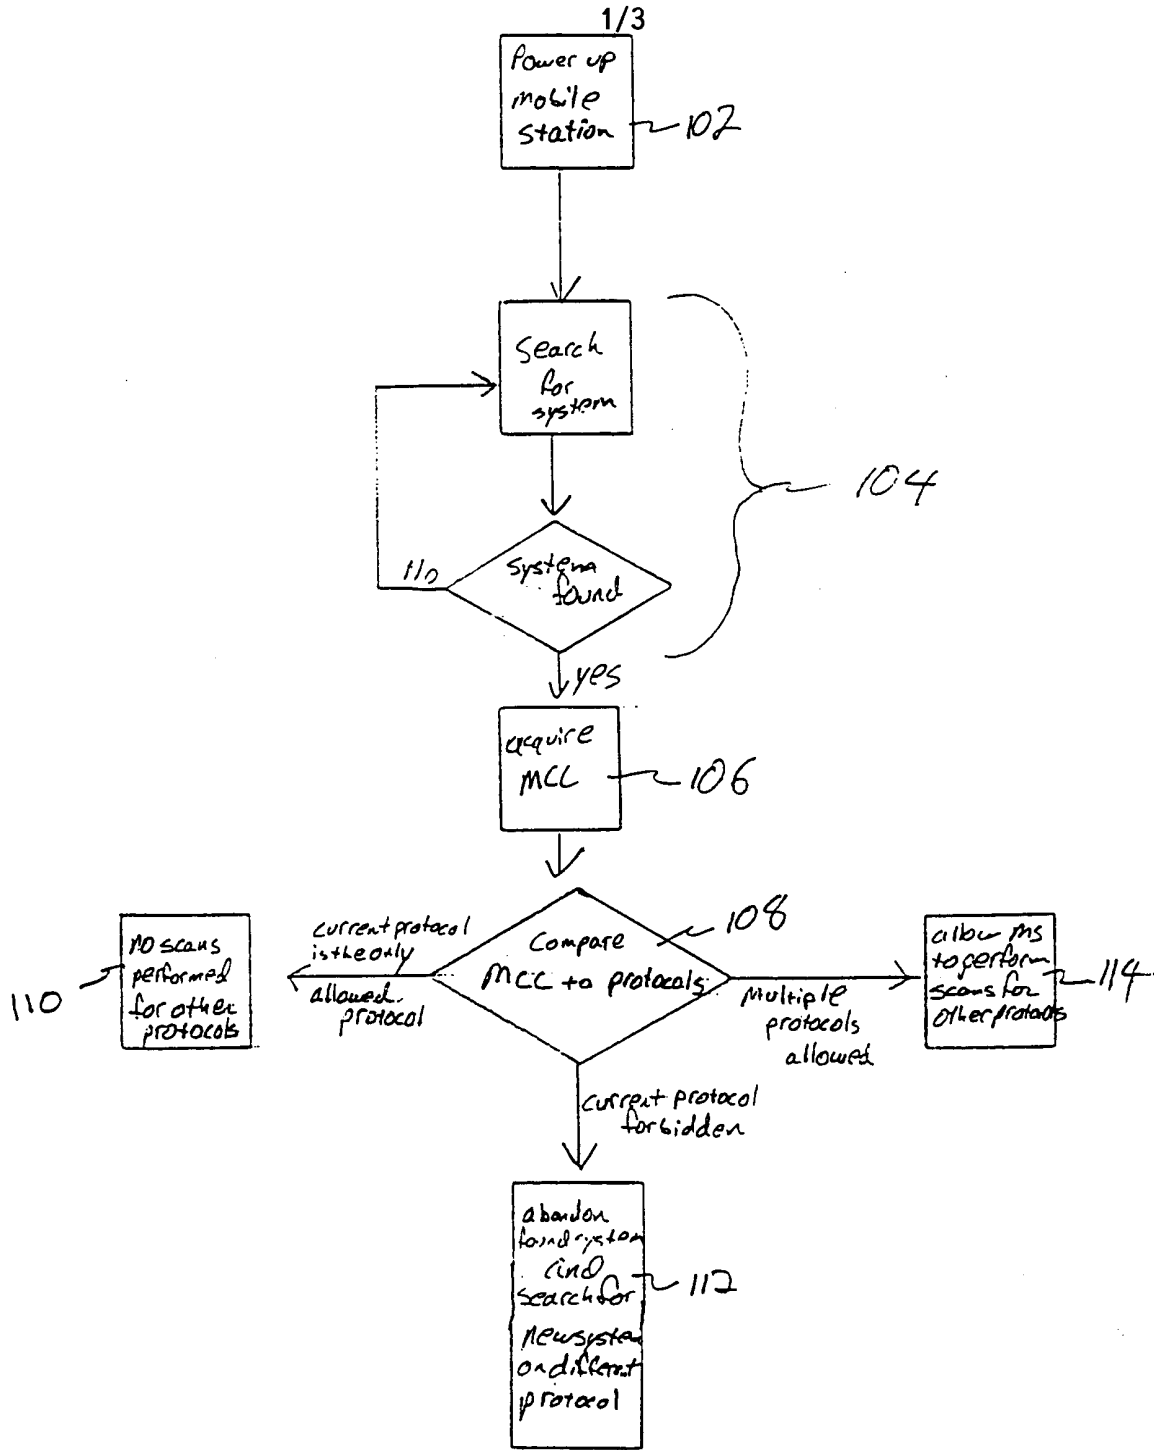 1/3
Power up
mobile
station
102
Search
for
system
104
No
system
found
yes
acquire
MCC
106
108
Compare
MCC to protocols
current protocol
is the only
allowed
protocol
no scans
performed
for other
protocols
110
Multiple
protocols
allowed
allow MS
to perform
scans for
other protocols
114
current protocol
forbidden
abandon
found system
and
search for
new system
on different
protocol
112